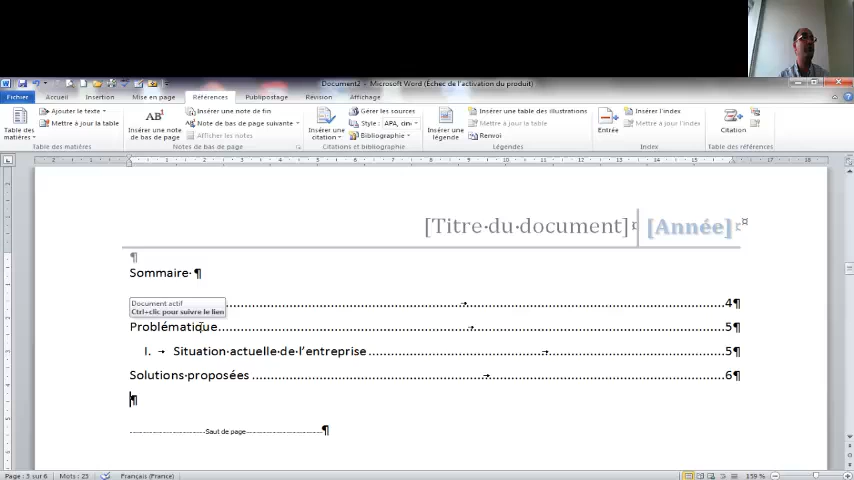 Document2 - Microsoft Word (Échec de l'activation du produit)
Fichier Accueil Insertion Mise en page Références Publipostage Révision Affichage
Table des matières
Ajouter le texte
Mettre à jour la table
Table des matières
AB
Insérer une note de bas de page
Insérer une note de fin
Note de bas de page suivante
Afficher les notes
Notes de bas de page
Insérer une citation
Gérer les sources
Style : APA, cin
Bibliographie
Citations et bibliographie
Insérer une légende
Insérer une table des illustrations
Mettre à jour la table
Renvoi
Légendes
Entrée
Insérer l'index
Mettre à jour l'index
Index
Citation
Table des références
[Titre·du·document]¤ [Année]¤
¶
Sommaire·¶
Document actif
Ctrl+clic pour suivre le lien
→ 4¶
Problématique → 5¶
I. → Situation·actuelle·de·l'entreprise → 5¶
Solutions·proposées → 6¶
¶
Saut de page ¶
Page : 3 sur 6 Mots : 23 Français (France) 159 %